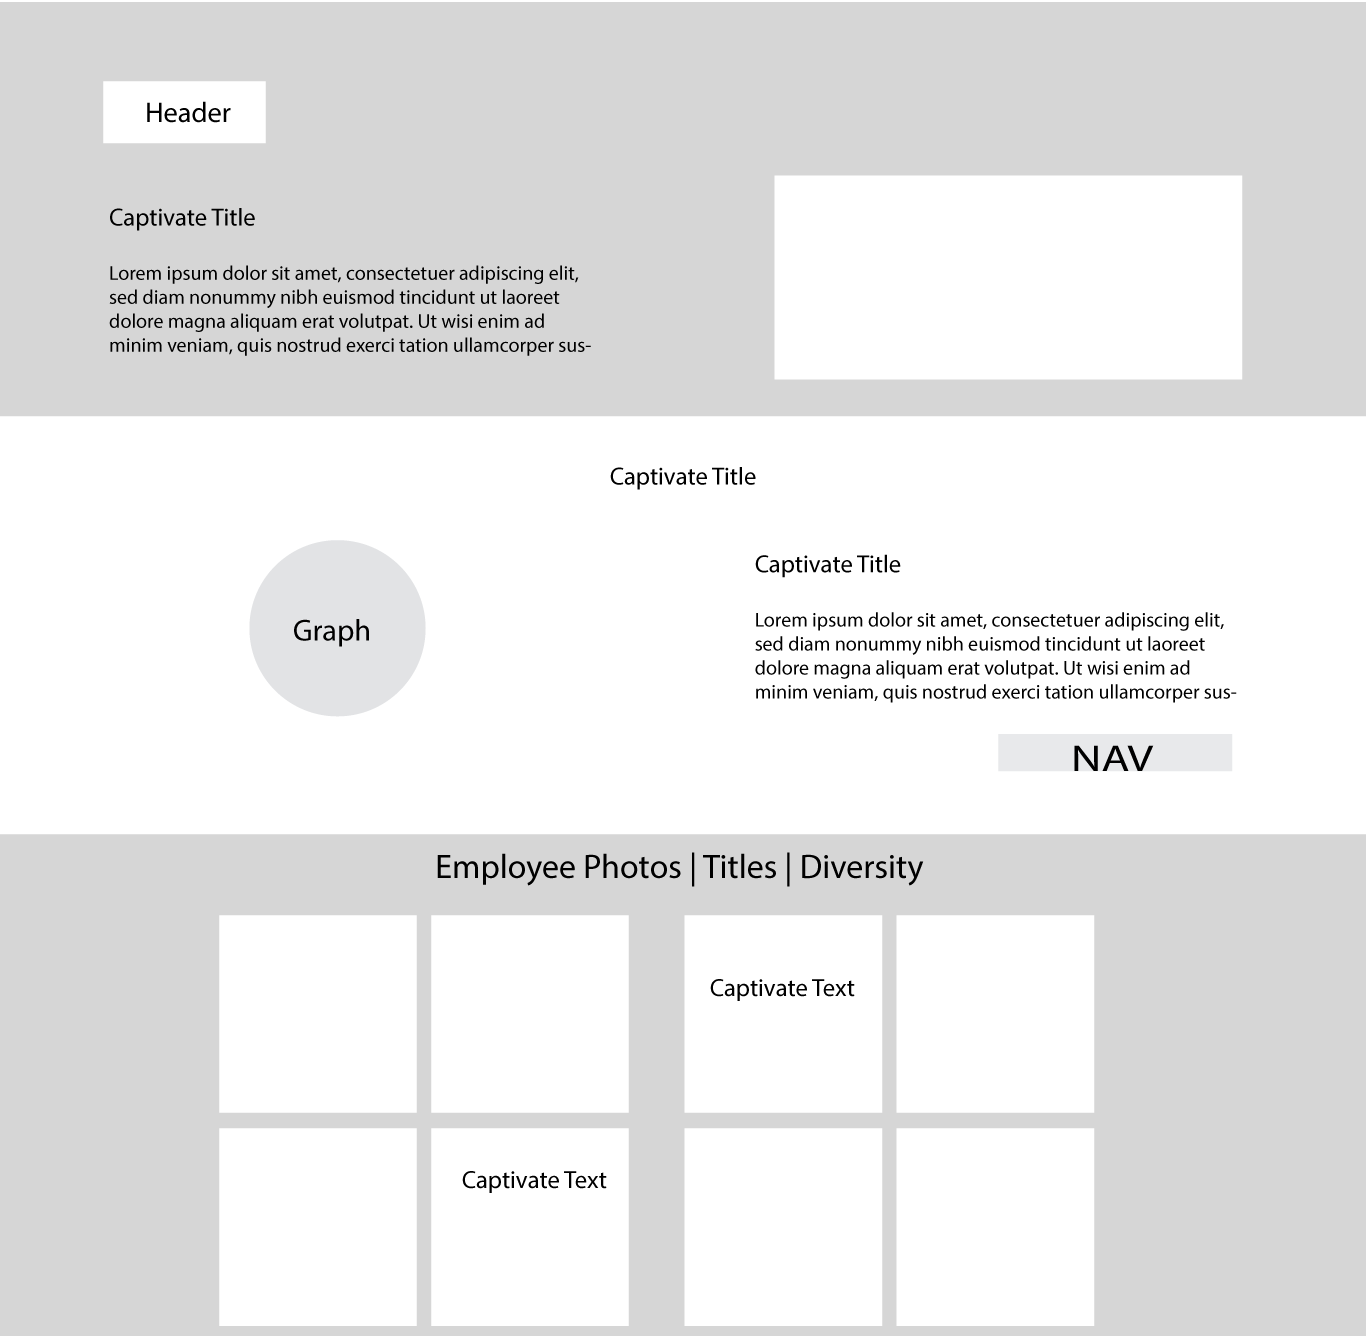 Header
Captivate Title
Lorem ipsum dolor sit amet, consectetuer adipiscing elit,
sed diam nonummy nibh euismod tincidunt ut laoreet
dolore magna aliquam erat volutpat. Ut wisi enim ad
minim veniam, quis nostrud exerci tation ullamcorper sus-
Captivate Title
Graph
Captivate Title
Lorem ipsum dolor sit amet, consectetuer adipiscing elit,
sed diam nonummy nibh euismod tincidunt ut laoreet
dolore magna aliquam erat volutpat. Ut wisi enim ad
minim veniam, quis nostrud exerci tation ullamcorper sus-
NAV
Employee Photos | Titles | Diversity
Captivate Text
Captivate Text